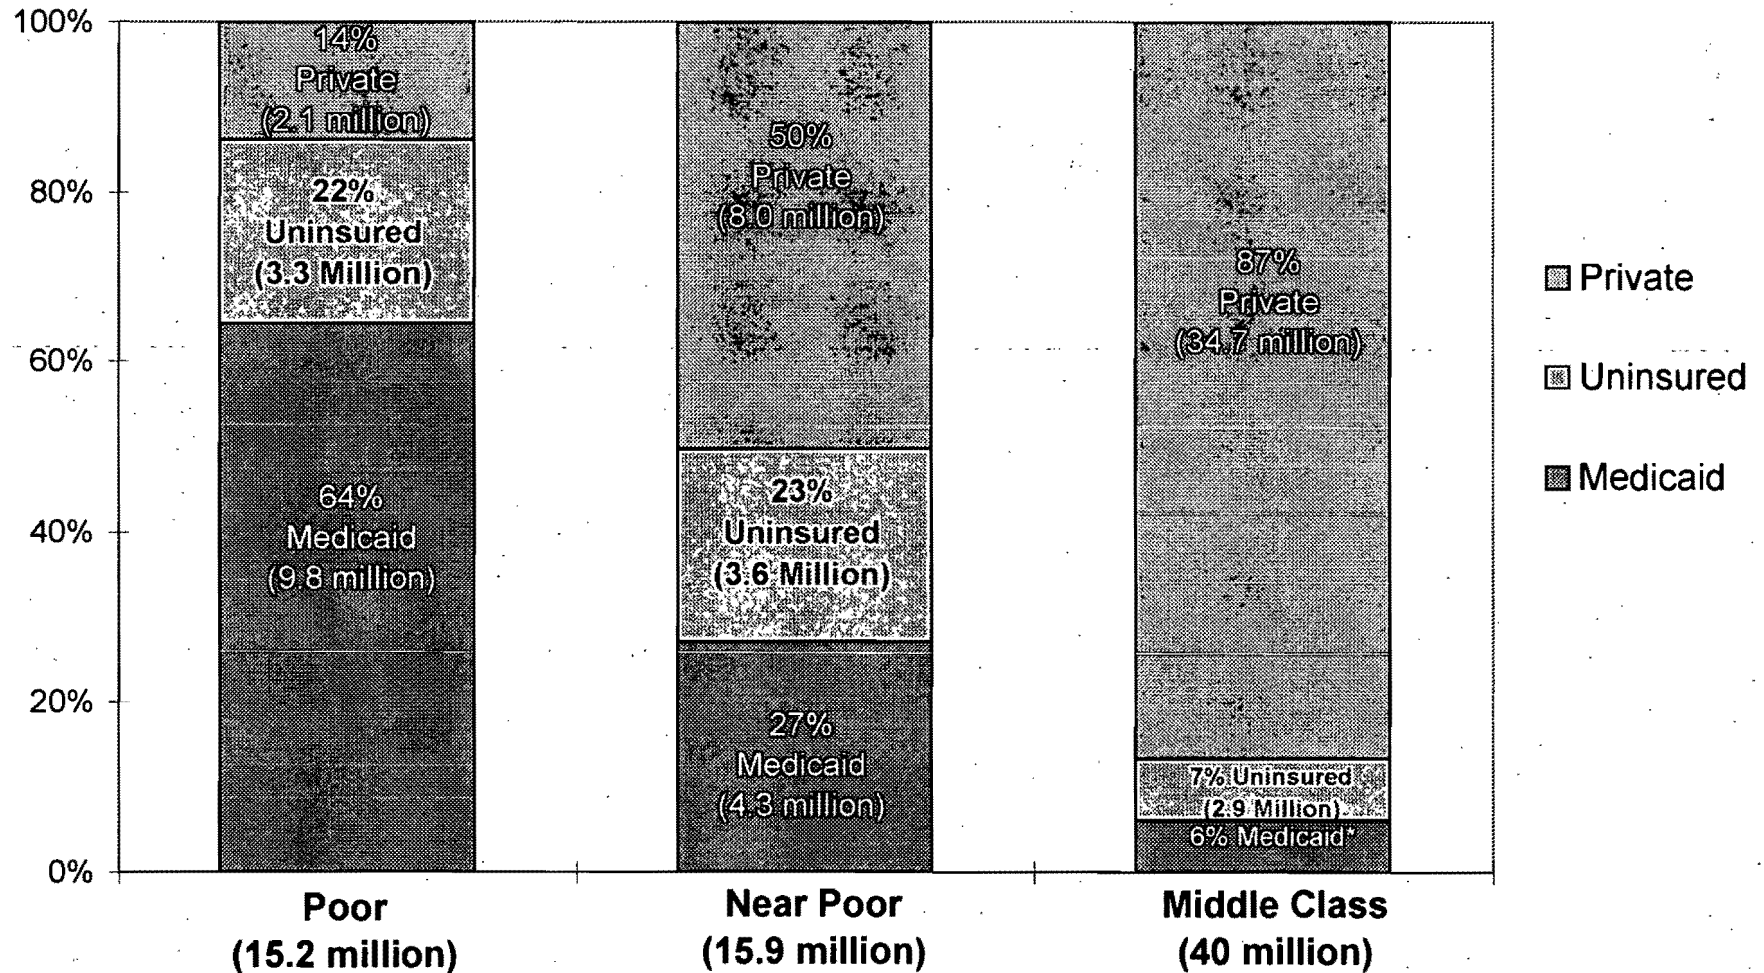 100%
80%
60%
40%
20%
0%
14%
Private
(2.1 million)
22%
Uninsured
(3.3 Million)
64%
Medicaid
(9.8 million)
50%
Private
(8.0 million)
23%
Uninsured
(3.6 Million)
27%
Medicaid
(4.3 million)
87%
Private
(34.7 million)
7% Uninsured
(2.9 Million)
6% Medicaid*
Private
Uninsured
Medicaid
Poor
(15.2 million)
Near Poor
(15.9 million)
Middle Class
(40 million)